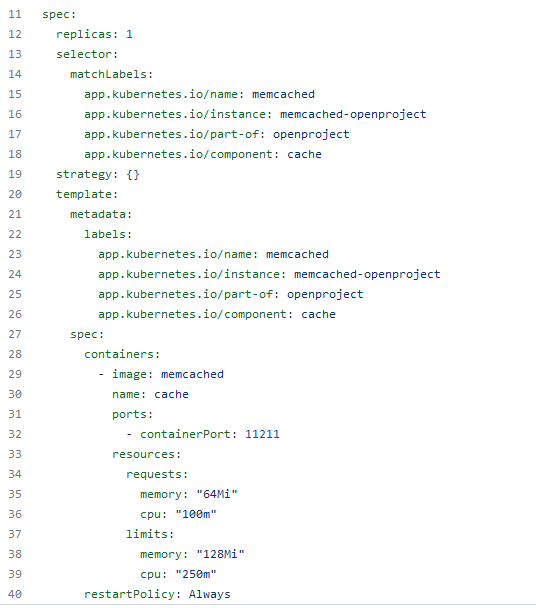 11 spec:
12   replicas: 1
13   selector:
14     matchLabels:
15       app.kubernetes.io/name: memcached
16       app.kubernetes.io/instance: memcached-openproject
17       app.kubernetes.io/part-of: openproject
18       app.kubernetes.io/component: cache
19   strategy: {}
20   template:
21     metadata:
22       labels:
23         app.kubernetes.io/name: memcached
24         app.kubernetes.io/instance: memcached-openproject
25         app.kubernetes.io/part-of: openproject
26         app.kubernetes.io/component: cache
27     spec:
28       containers:
29         - image: memcached
30           name: cache
31           ports:
32             - containerPort: 11211
33           resources:
34             requests:
35               memory: "64Mi"
36               cpu: "100m"
37             limits:
38               memory: "128Mi"
39               cpu: "250m"
40       restartPolicy: Always